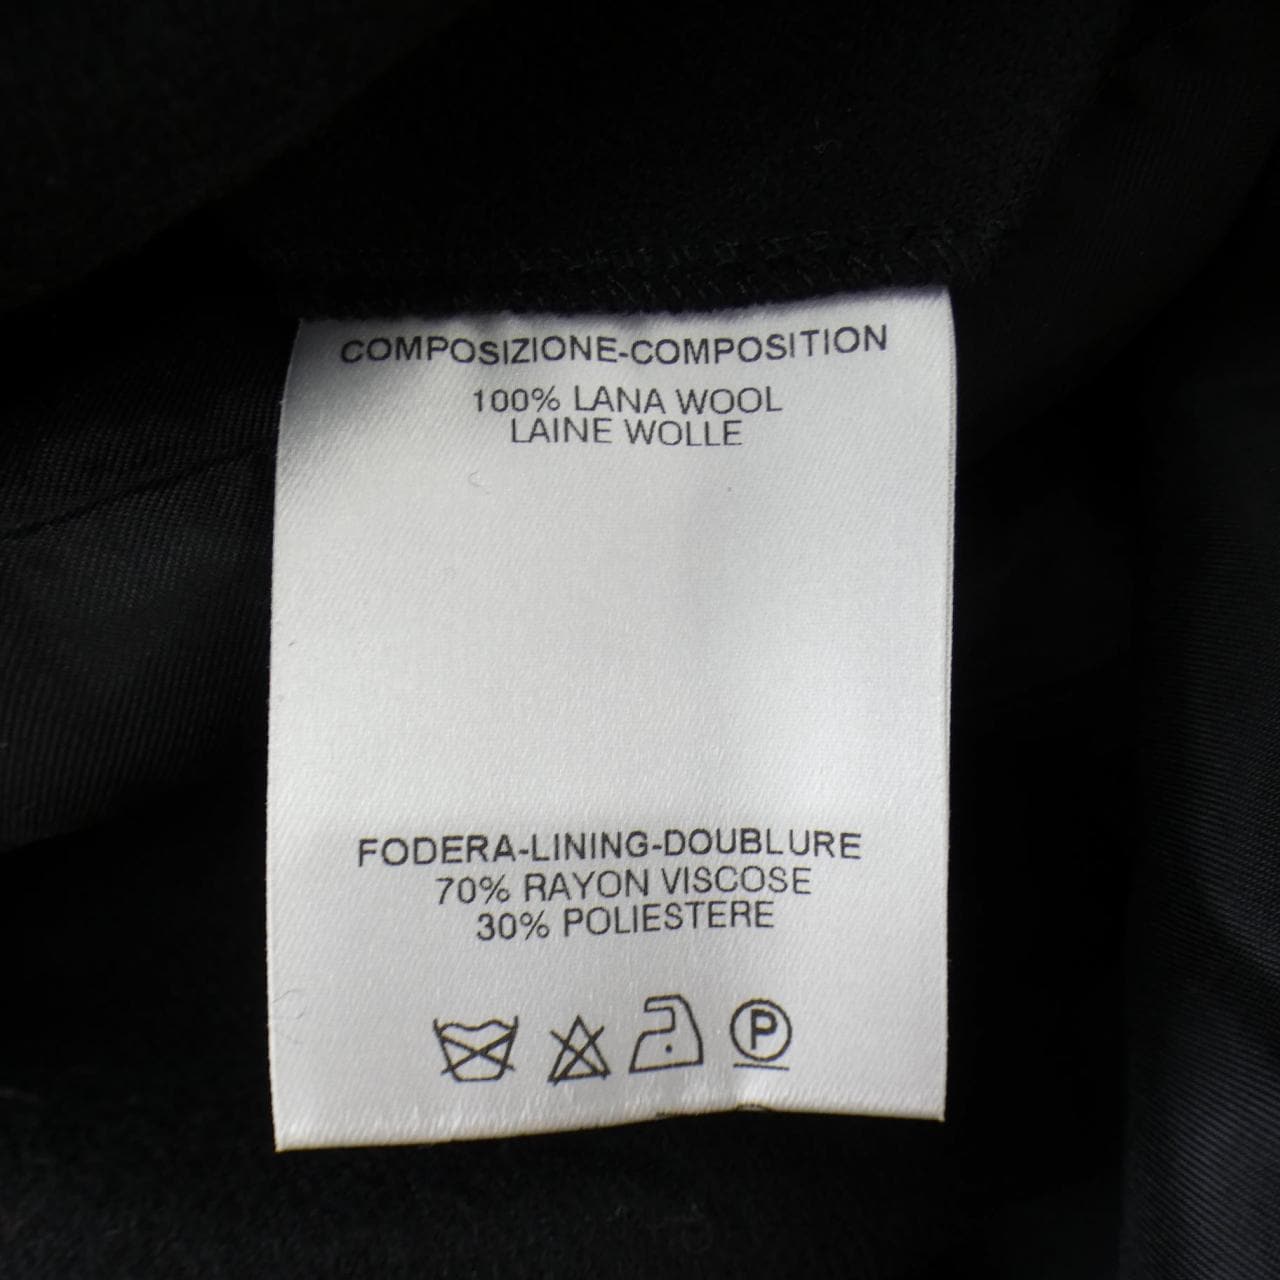 COMPOSIZIONE-COMPOSITION
100% LANA WOOL
LAINE WOLLE
FODERA-LINING-DOUBLURE
70% RAYON VISCOSE
30% POLIESTERE
P